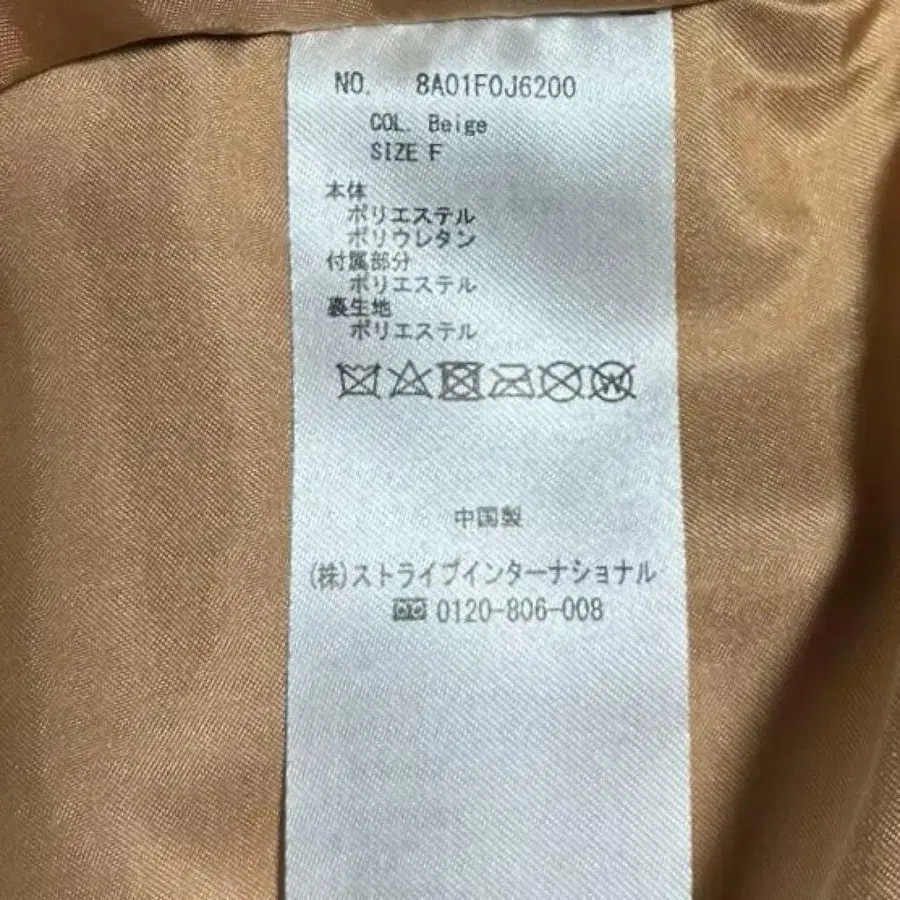 NO. 8A01F0J6200
COL. Beige
SIZE F
本体
ポリエステル
ポリウレタン
付属部分
ポリエステル
裏生地
ポリエステル
中国製
(株)ストライプインターナショナル
0120-806-008